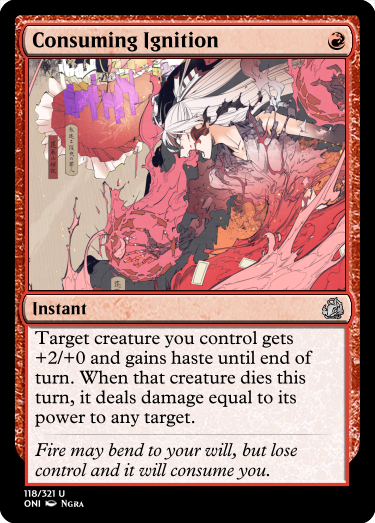 Consuming Ignition
Instant
Target creature you control gets
+2/+0 and gains haste until end of
turn. When that creature dies this
turn, it deals damage equal to its
power to any target.
Fire may bend to your will, but lose
control and it will consume you.
118/321 U
ONI NGRA